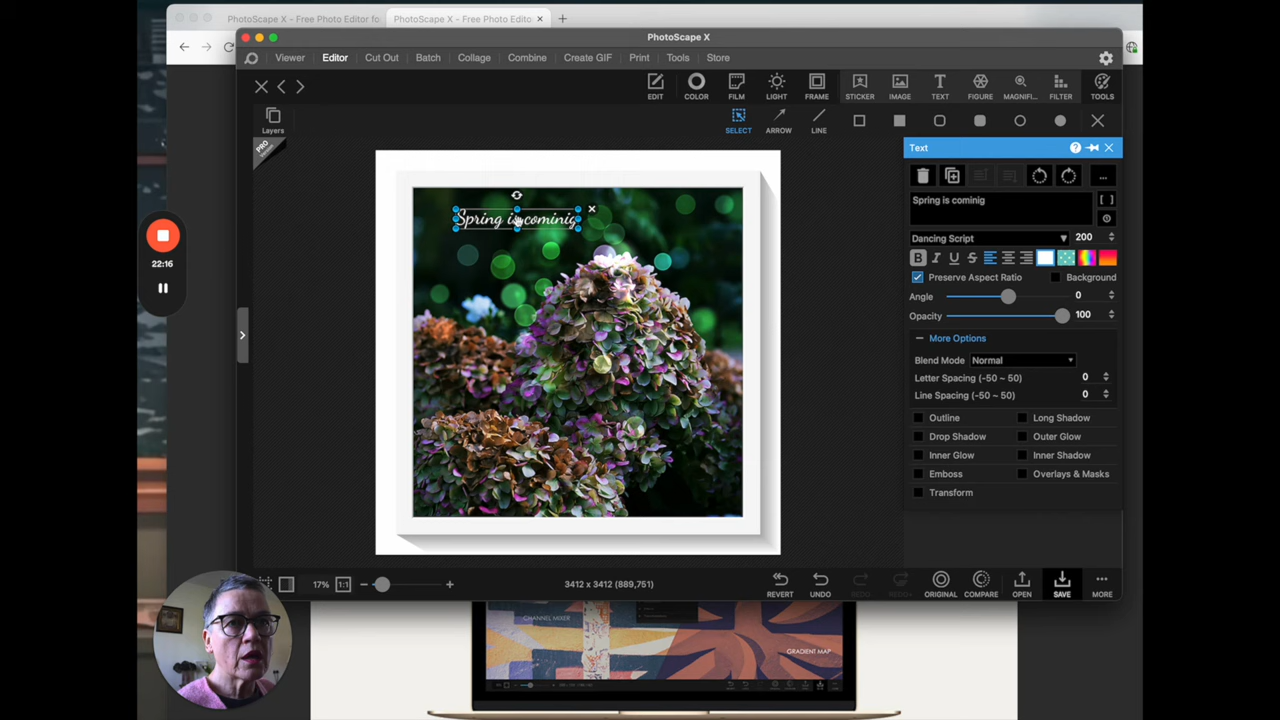 PhotoScape X - Free Photo Editor fo
PhotoScape X - Free Photo Edito
PhotoScape X
Viewer Editor Cut Out Batch Collage Combine Create GIF Print Tools Store
EDIT COLOR FILM LIGHT FRAME STICKER IMAGE TEXT FIGURE MAGNIFI... FILTER TOOLS
Layers
SELECT ARROW LINE
PRO
Version
Text
Spring is cominig
Spring is cominig
Dancing Script 200
B I U S
Preserve Aspect Ratio Background
Angle 0
Opacity 100
More Options
Blend Mode Normal
Letter Spacing (-50 ~ 50) 0
Line Spacing (-50 ~ 50) 0
Outline Long Shadow
Drop Shadow Outer Glow
Inner Glow Inner Shadow
Emboss Overlays & Masks
Transform
22:16
17% 1:1 3412 x 3412 (889,751)
REVERT UNDO REDO REDO+ ORIGINAL COMPARE OPEN SAVE MORE
CHANNEL MIXER
GRADIENT MAP